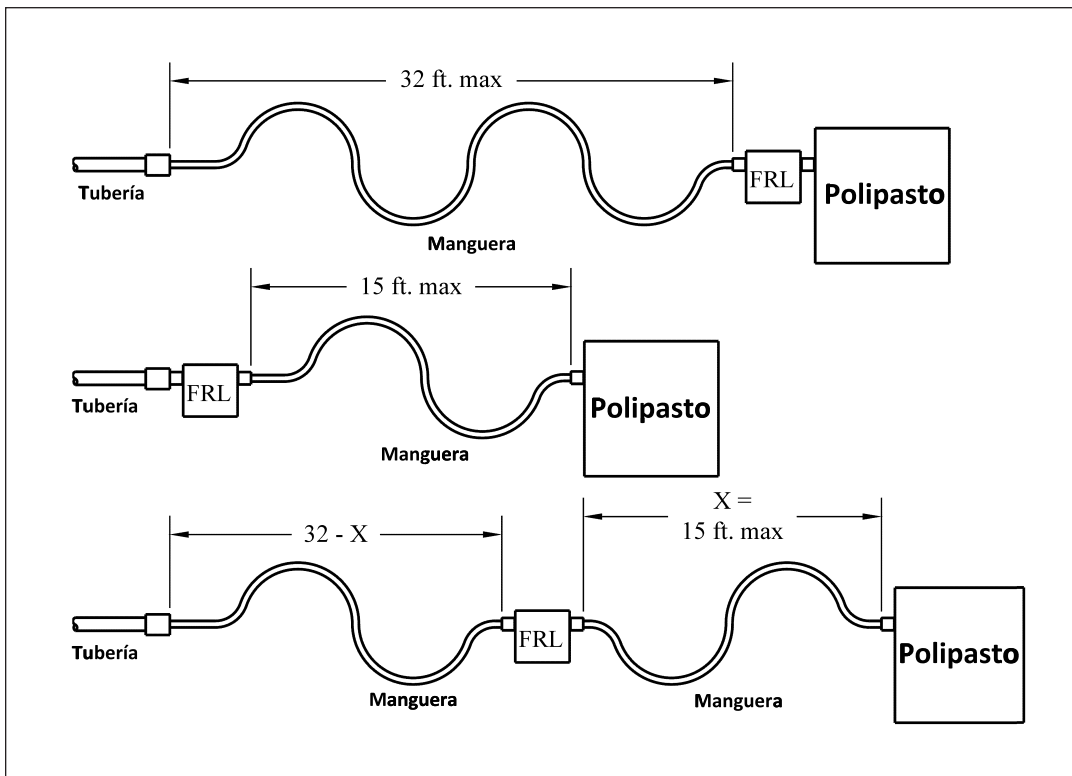 32 ft. max
Tubería
FRL
Polipasto
Manguera
15 ft. max
Tubería
FRL
Polipasto
Manguera
X =
15 ft. max
32 - X
Tubería
FRL
Polipasto
Manguera
Manguera